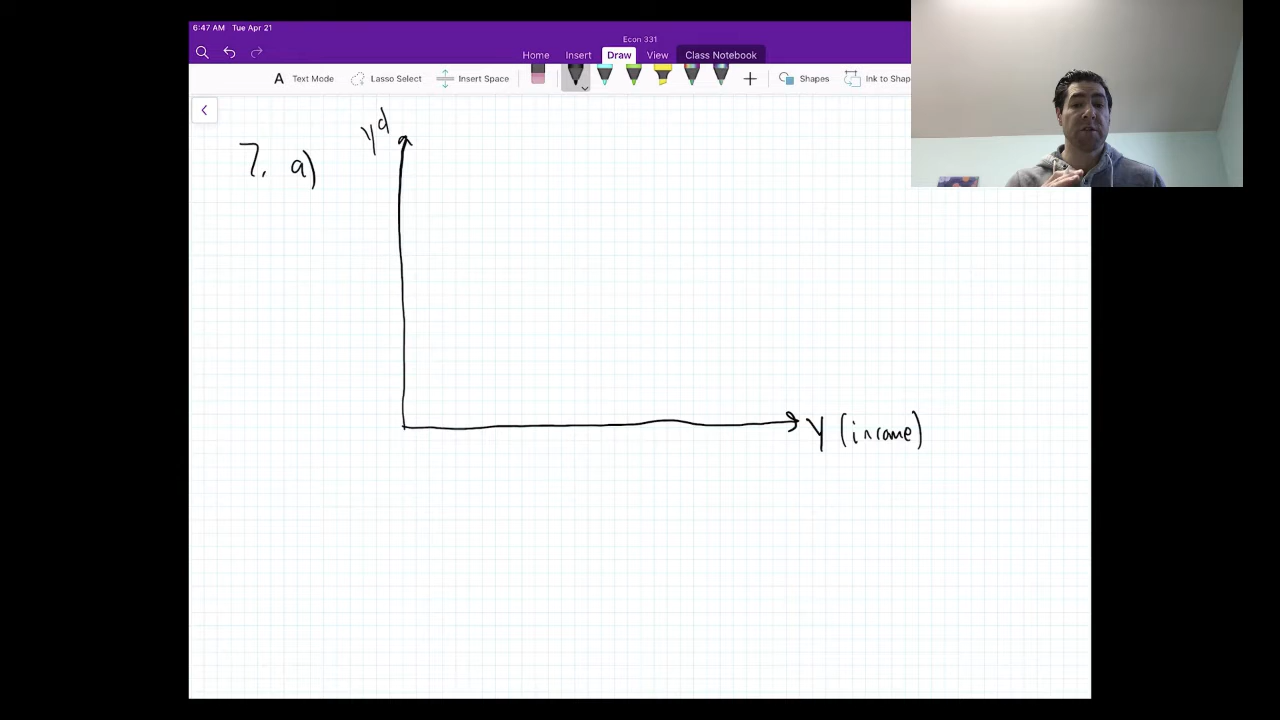 6:47 AM Tue Apr 21
Econ 331
Home Insert Draw View Class Notebook
A Text Mode Lasso Select Insert Space Shapes Ink to Shap
7. a)
Yd
Y (income)